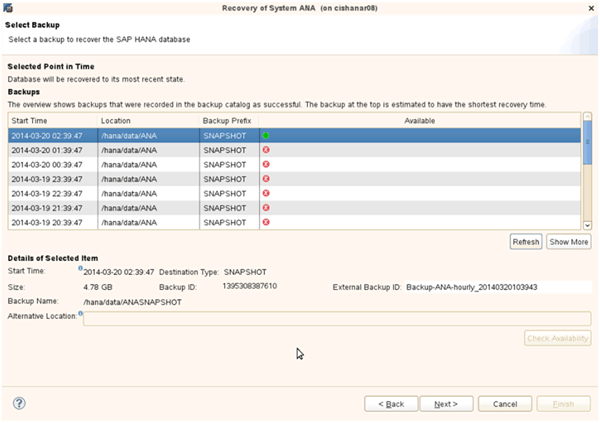 Recovery of System ANA (on cishanar08)
Select Backup
Select a backup to recover the SAP HANA database
Selected Point in Time
Database will be recovered to its most recent state.
Backups
The overview shows backups that were recorded in the backup catalog as successful. The backup at the top is estimated to have the shortest recovery time.
Start Time Location Backup Prefix Available
2014-03-20 02:39:47 /hana/data/ANA SNAPSHOT
2014-03-20 01:39:47 /hana/data/ANA SNAPSHOT
2014-03-20 00:39:47 /hana/data/ANA SNAPSHOT
2014-03-19 23:39:47 /hana/data/ANA SNAPSHOT
2014-03-19 22:39:47 /hana/data/ANA SNAPSHOT
2014-03-19 21:39:47 /hana/data/ANA SNAPSHOT
2014-03-19 20:39:47 /hana/data/ANA SNAPSHOT
Refresh Show More
Details of Selected Item
Start Time: 2014-03-20 02:39:47 Destination Type: SNAPSHOT
Size: 4.78 GB Backup ID: 1395308387610 External Backup ID: Backup-ANA-hourly_20140320103943
Backup Name: /hana/data/ANASNAPSHOT
Alternative Location:
Check Availability
? < Back Next > Cancel Finish